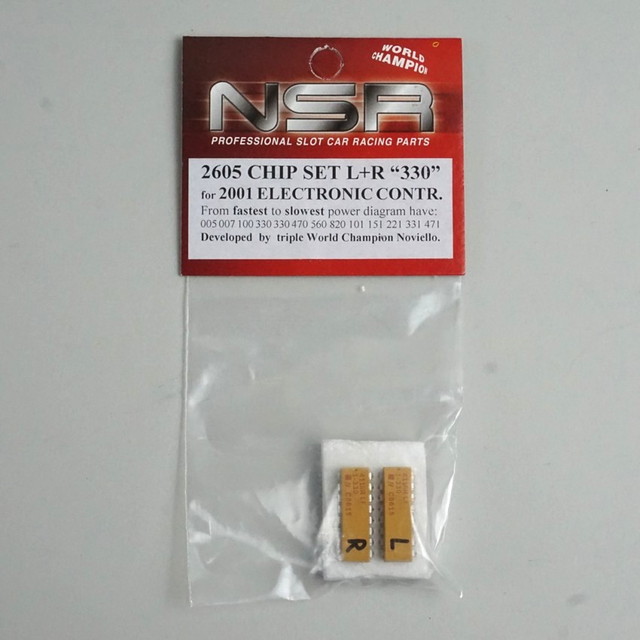 WORLD
CHAMPION
NSR
PROFESSIONAL SLOT CAR RACING PARTS
2605 CHIP SET L+R “330”
for 2001 ELECTRONIC CONTR.
From fastest to slowest power diagram have:
005 007 100 330 330 470 560 820 101 151 221 331 471
Developed by triple World Champion Noviello.
R
L